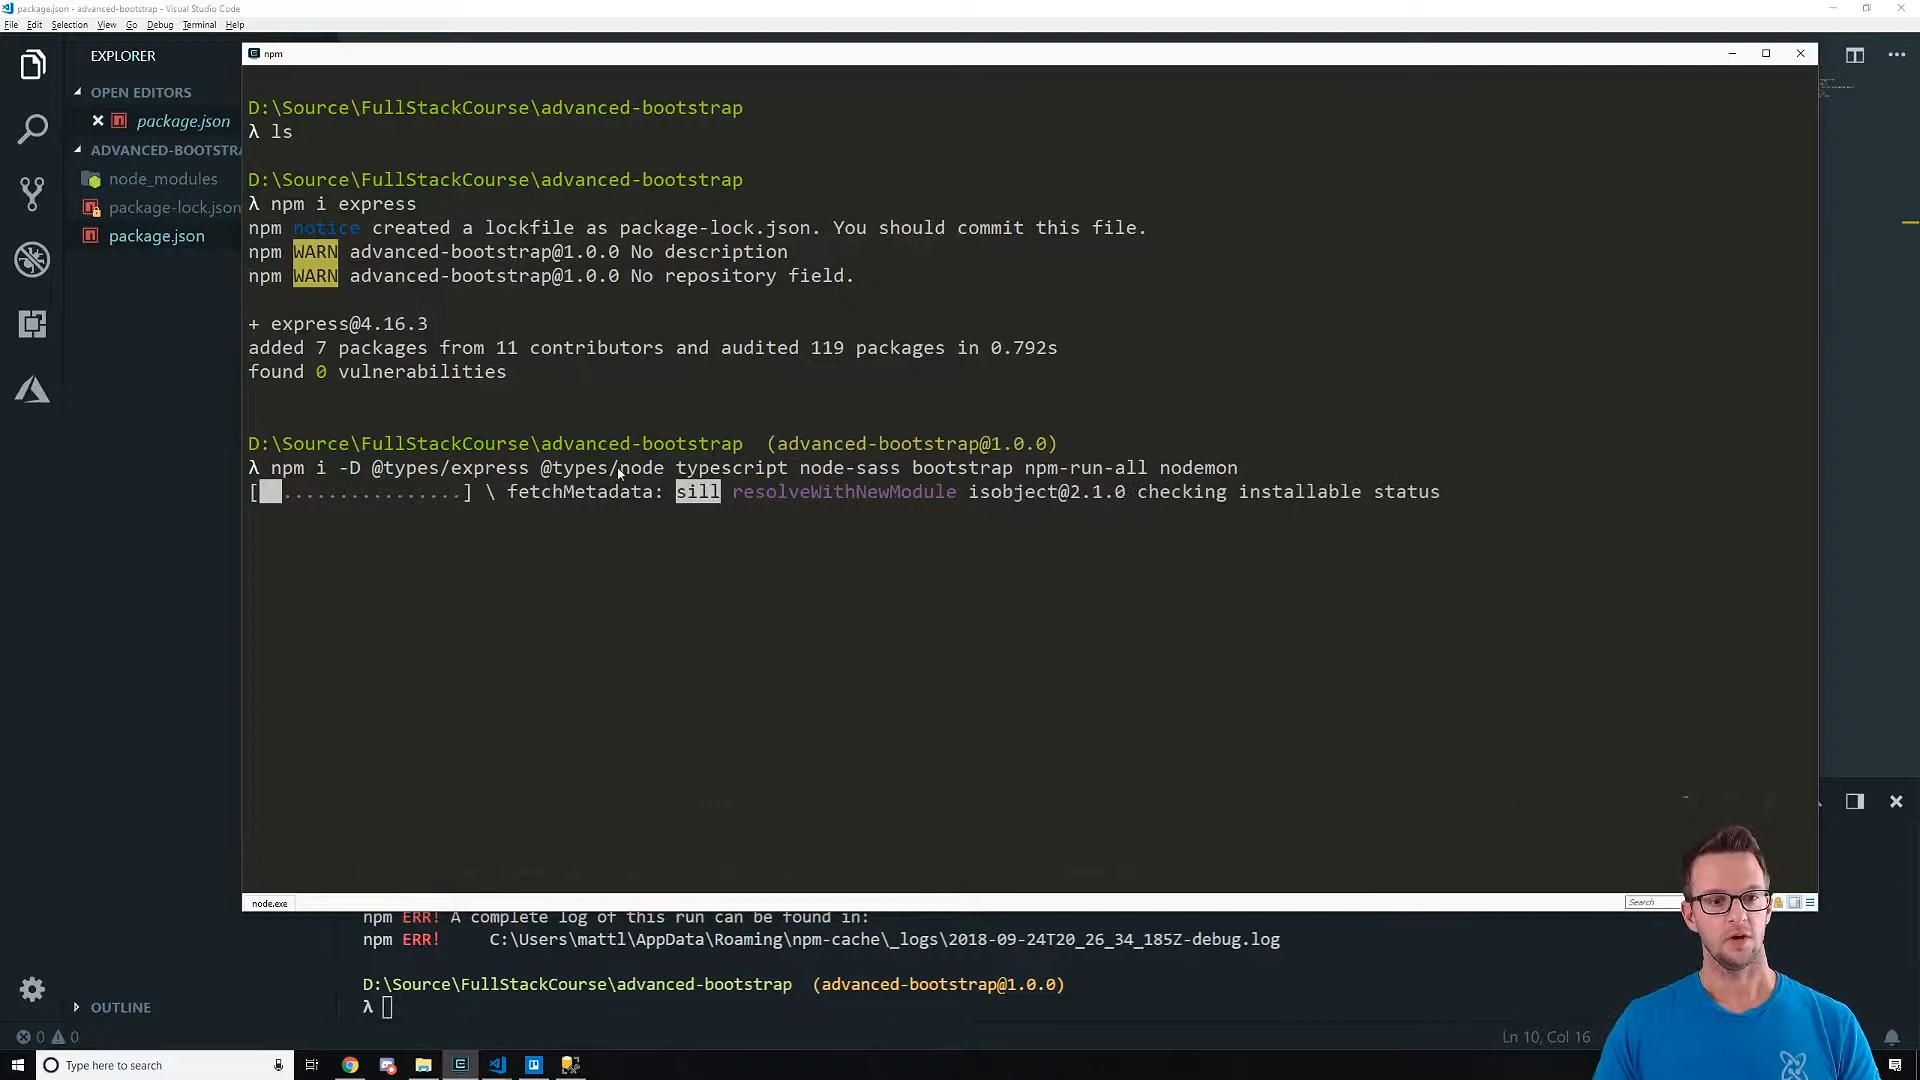 package.json - advanced-bootstrap - Visual Studio Code
File Edit Selection View Go Debug Terminal Help
EXPLORER
OPEN EDITORS
package.json
ADVANCED-BOOTSTRA
node_modules
package-lock.json
package.json
npm
D:\Source\FullStackCourse\advanced-bootstrap
λ ls
D:\Source\FullStackCourse\advanced-bootstrap
λ npm i express
npm notice created a lockfile as package-lock.json. You should commit this file.
npm WARN advanced-bootstrap@1.0.0 No description
npm WARN advanced-bootstrap@1.0.0 No repository field.
+ express@4.16.3
added 7 packages from 11 contributors and audited 119 packages in 0.792s
found 0 vulnerabilities
D:\Source\FullStackCourse\advanced-bootstrap (advanced-bootstrap@1.0.0)
λ npm i -D @types/express @types/node typescript node-sass bootstrap npm-run-all nodemon
[ ................] \ fetchMetadata: sill resolveWithNewModule isobject@2.1.0 checking installable status
node.exe
Search
npm ERR! A complete log of this run can be found in:
npm ERR! C:\Users\mattl\AppData\Roaming\npm-cache\_logs\2018-09-24T20_26_34_185Z-debug.log
D:\Source\FullStackCourse\advanced-bootstrap (advanced-bootstrap@1.0.0)
λ
OUTLINE
0 0
Ln 10, Col 16
Type here to search